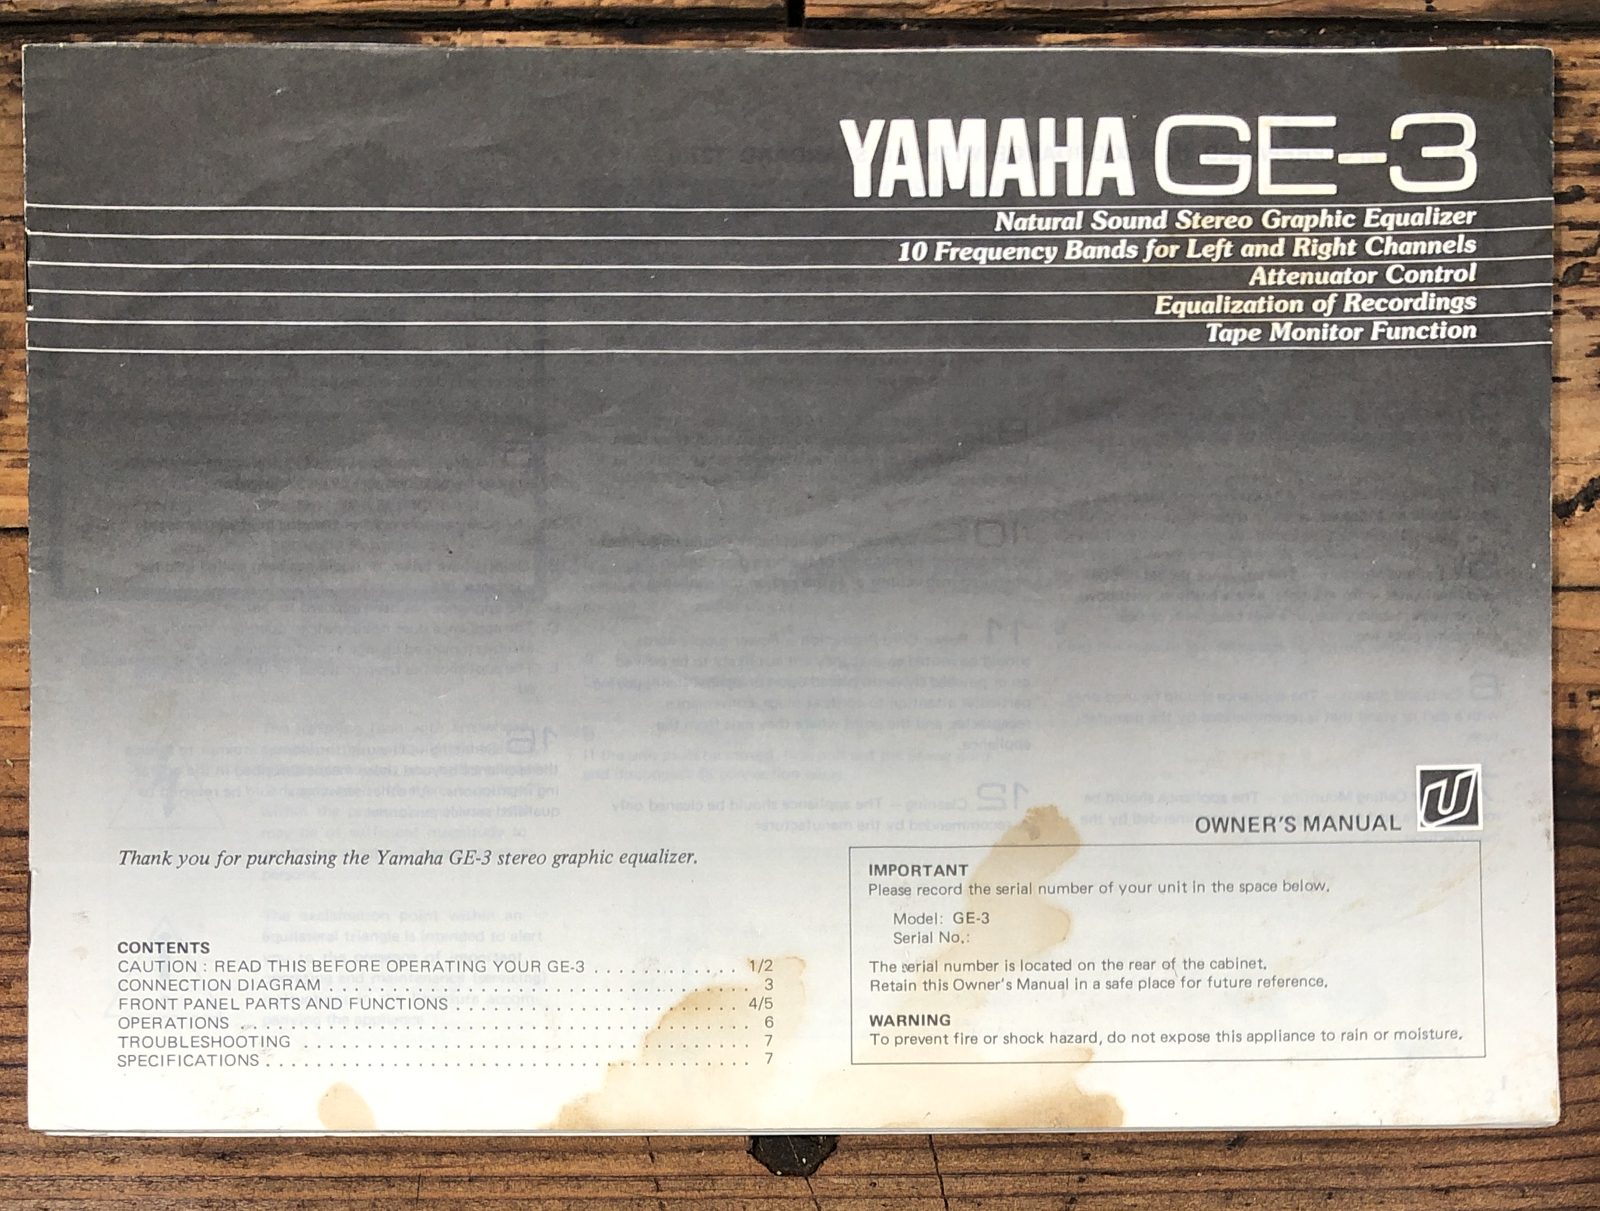 YAMAHA GE-3
Natural Sound Stereo Graphic Equalizer
10 Frequency Bands for Left and Right Channels
Attenuator Control
Equalization of Recordings
Tape Monitor Function
OWNER'S MANUAL
Thank you for purchasing the Yamaha GE-3 stereo graphic equalizer.
CONTENTS
CAUTION : READ THIS BEFORE OPERATING YOUR GE-3 . . . . . . . . . . . . 1/2
CONNECTION DIAGRAM . . . . . . . . . . . . . . . . . . . . . . . . . . . . . . . . . . . 3
FRONT PANEL PARTS AND FUNCTIONS . . . . . . . . . . . . . . . . . . . . . . . . 4/5
OPERATIONS . . . . . . . . . . . . . . . . . . . . . . . . . . . . . . . . . . . . . . . . . . 6
TROUBLESHOOTING . . . . . . . . . . . . . . . . . . . . . . . . . . . . . . . . . . . . . 7
SPECIFICATIONS . . . . . . . . . . . . . . . . . . . . . . . . . . . . . . . . . . . . . . . . 7
IMPORTANT
Please record the serial number of your unit in the space below.
Model: GE-3
Serial No.:
The serial number is located on the rear of the cabinet.
Retain this Owner's Manual in a safe place for future reference.
WARNING
To prevent fire or shock hazard, do not expose this appliance to rain or moisture.